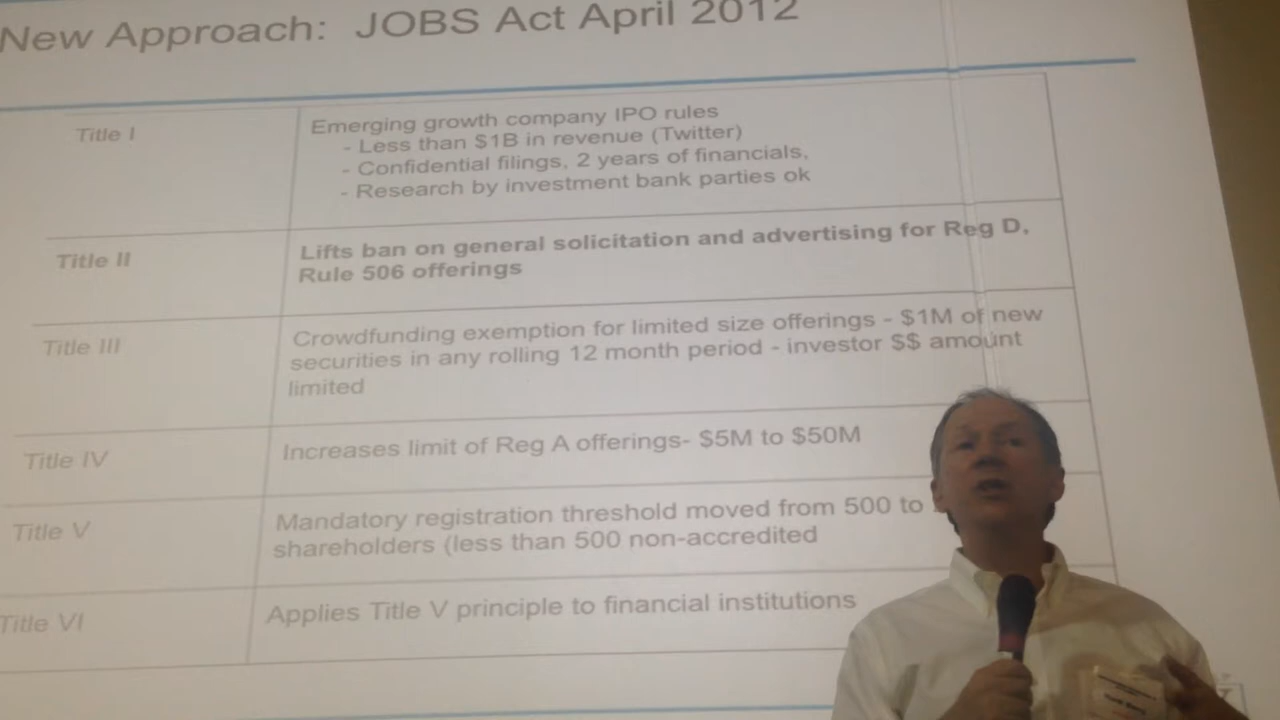 New Approach: JOBS Act April 2012
Title I
Emerging growth company IPO rules
- Less than $1B in revenue (Twitter)
- Confidential filings, 2 years of financials,
- Research by investment bank parties ok
Title II
Lifts ban on general solicitation and advertising for Reg D,
Rule 506 offerings
Title III
Crowdfunding exemption for limited size offerings - $1M of new
securities in any rolling 12 month period - investor $$ amount
limited
Title IV
Increases limit of Reg A offerings- $5M to $50M
Title V
Mandatory registration threshold moved from 500 to
shareholders (less than 500 non-accredited
Title VI
Applies Title V principle to financial institutions